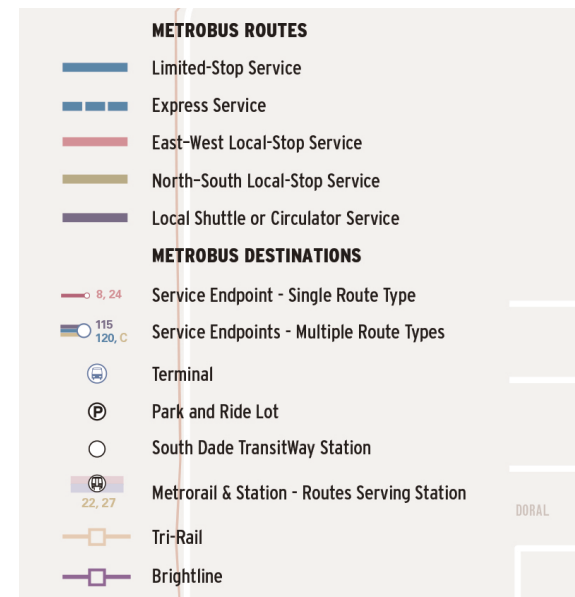 METROBUS ROUTES
Limited-Stop Service
Express Service
East-West Local-Stop Service
North-South Local-Stop Service
Local Shuttle or Circulator Service
METROBUS DESTINATIONS
8, 24 Service Endpoint - Single Route Type
115
120, C Service Endpoints - Multiple Route Types
Terminal
P Park and Ride Lot
South Dade TransitWay Station
Metrorail & Station - Routes Serving Station
22, 27
DORAL
Tri-Rail
Brightline